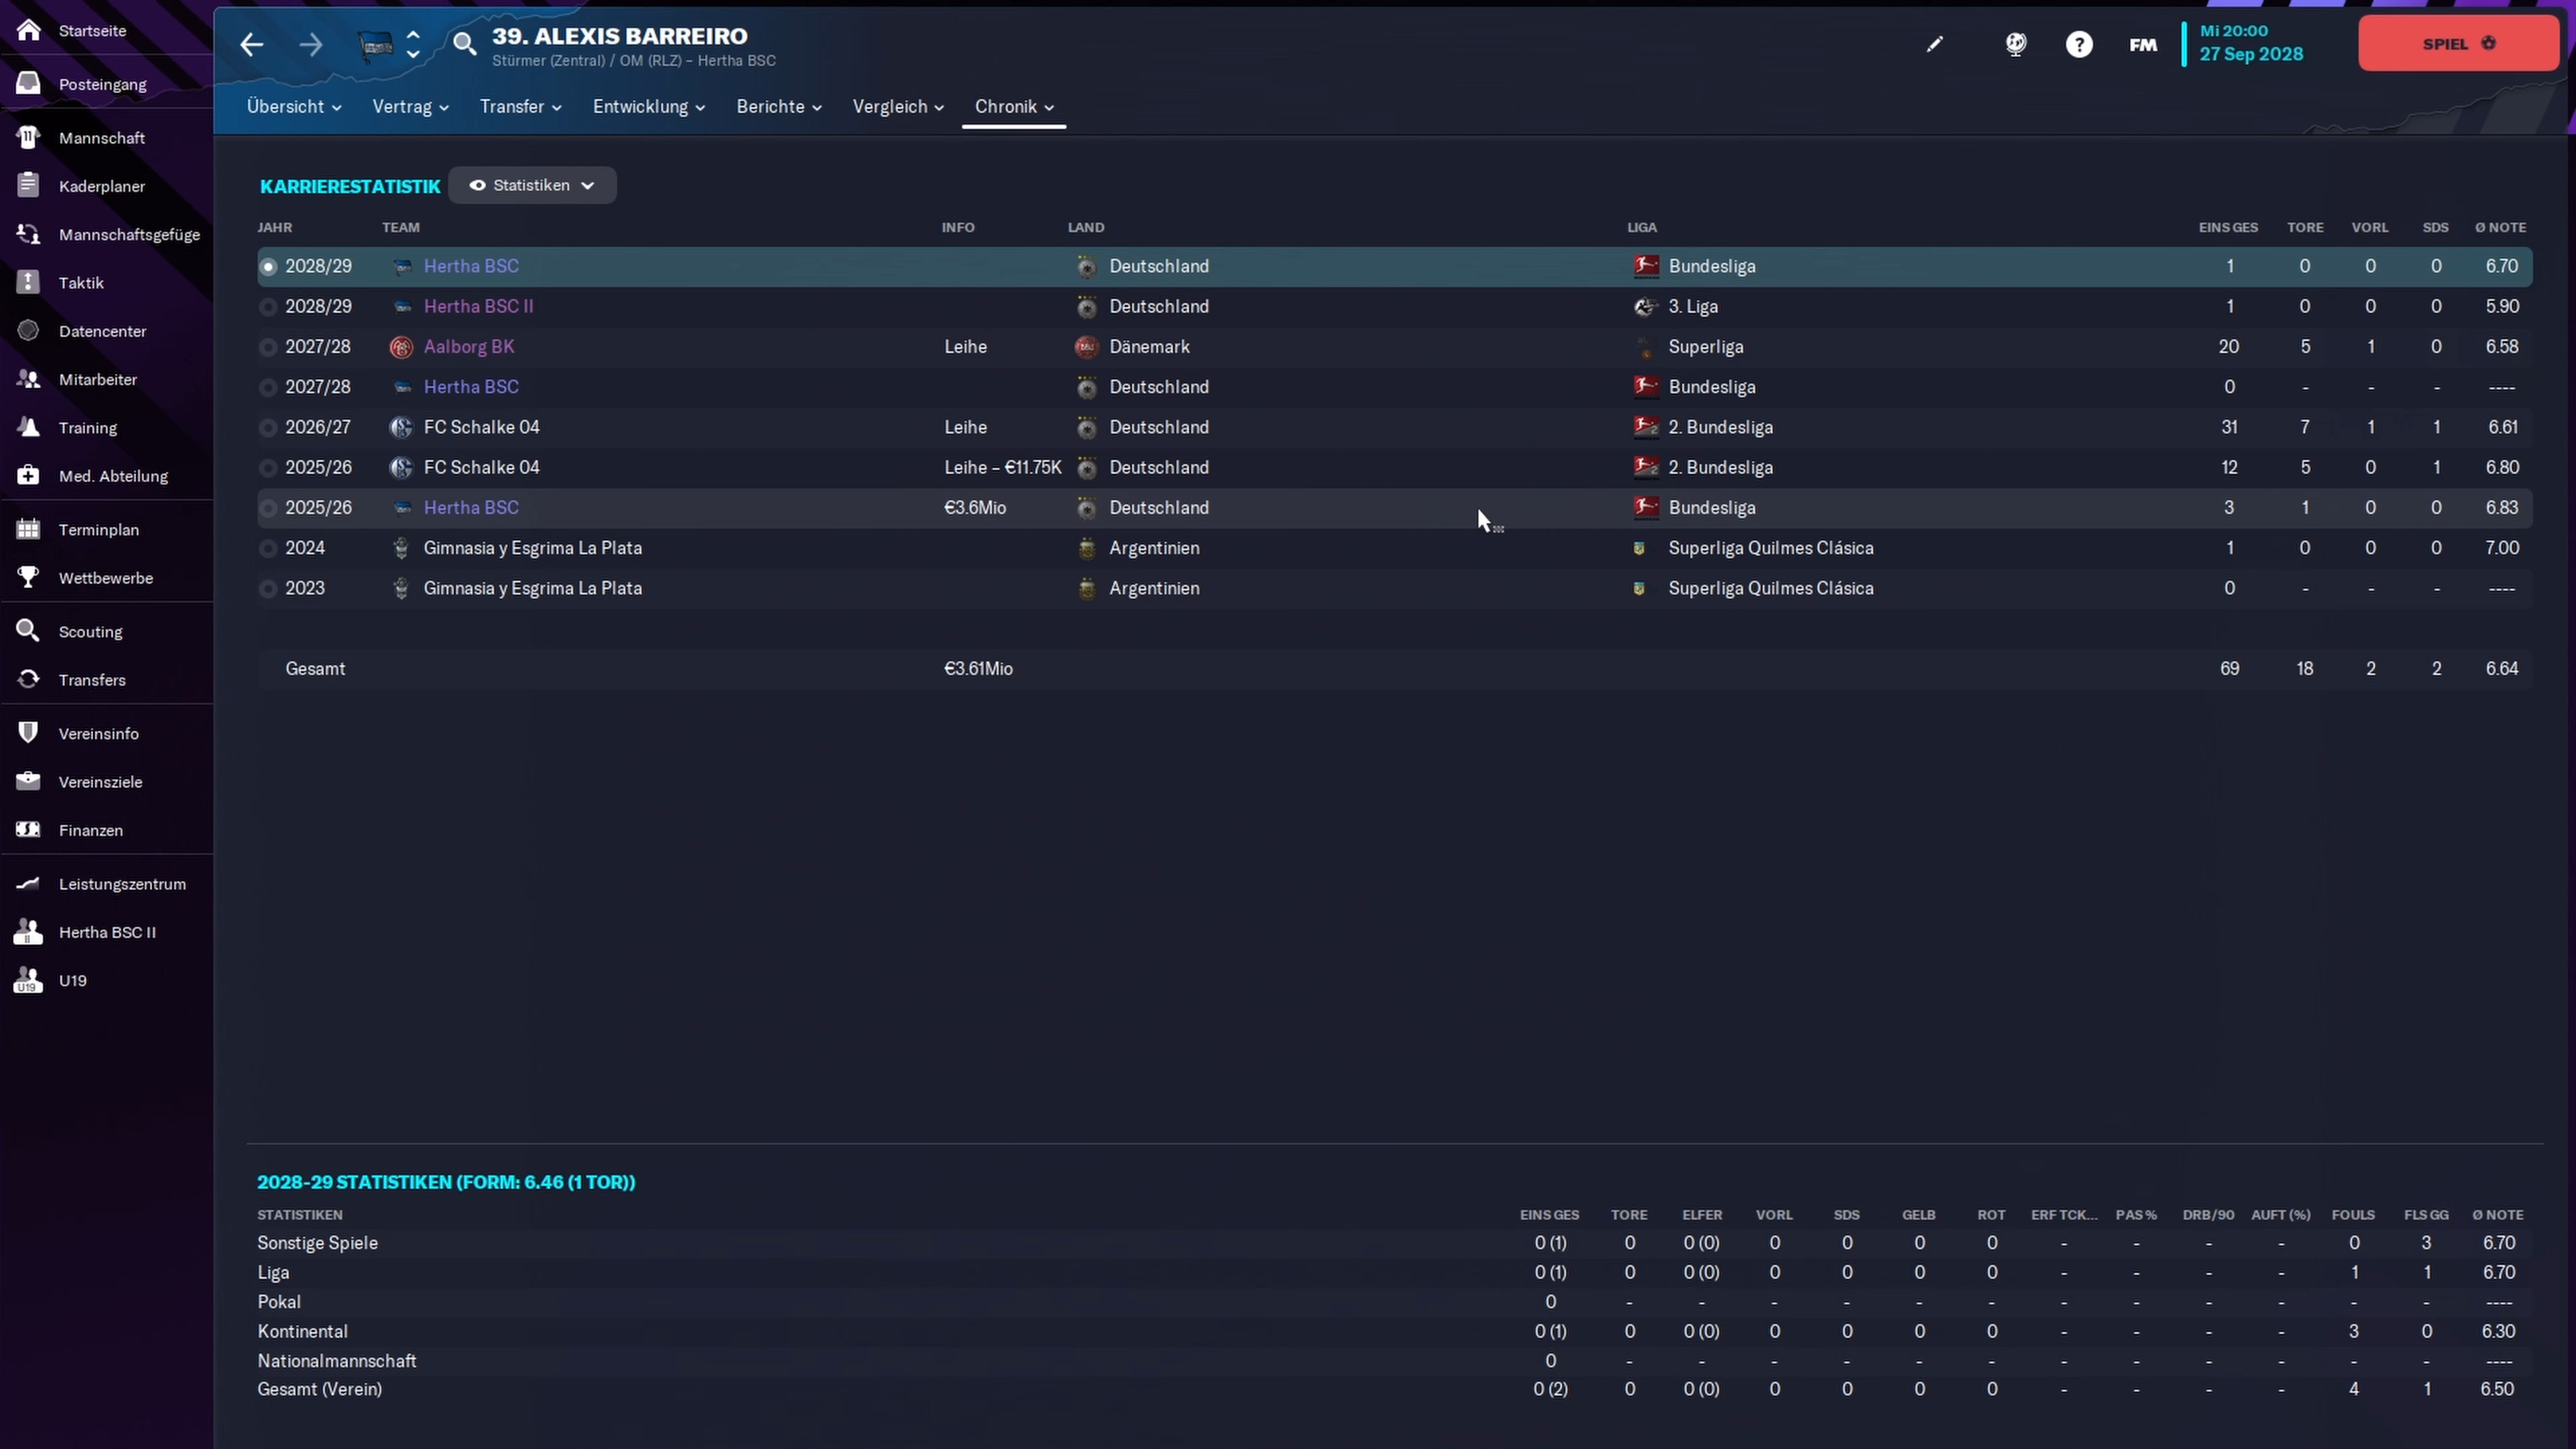 Startseite
Posteingang
Mannschaft
Kaderplaner
Mannschaftsgefüge
Taktik
Datencenter
Mitarbeiter
Training
Med. Abteilung
Terminplan
Wettbewerbe
Scouting
Transfers
Vereinsinfo
Vereinsziele
Finanzen
Leistungszentrum
Hertha BSC II
U19
39. ALEXIS BARREIRO
Stürmer (Zentral) / OM (RLZ) – Hertha BSC
? FM
Mi 20:00
27 Sep 2028
SPIEL
Übersicht Vertrag Transfer Entwicklung Berichte Vergleich Chronik
KARRIERESTATISTIK Statistiken
JAHR TEAM INFO LAND LIGA EINS GES TORE VORL SDS Ø NOTE
2028/29 Hertha BSC Deutschland Bundesliga 1 0 0 0 6.70
2028/29 Hertha BSC II Deutschland 3. Liga 1 0 0 0 5.90
2027/28 Aalborg BK Leihe Dänemark Superliga 20 5 1 0 6.58
2027/28 Hertha BSC Deutschland Bundesliga 0 - - - ----
2026/27 FC Schalke 04 Leihe Deutschland 2. Bundesliga 31 7 1 1 6.61
2025/26 FC Schalke 04 Leihe – €11.75K Deutschland 2. Bundesliga 12 5 0 1 6.80
2025/26 Hertha BSC €3.6Mio Deutschland Bundesliga 3 1 0 0 6.83
2024 Gimnasia y Esgrima La Plata Argentinien Superliga Quilmes Clásica 1 0 0 0 7.00
2023 Gimnasia y Esgrima La Plata Argentinien Superliga Quilmes Clásica 0 - - - ----
Gesamt €3.61Mio 69 18 2 2 6.64
2028-29 STATISTIKEN (FORM: 6.46 (1 TOR))
STATISTIKEN EINS GES TORE ELFER VORL SDS GELB ROT ERF TCK... PAS % DRB/90 AUFT (%) FOULS FLS GG Ø NOTE
Sonstige Spiele 0 (1) 0 0 (0) 0 0 0 0 - - - - 0 3 6.70
Liga 0 (1) 0 0 (0) 0 0 0 0 - - - - 1 1 6.70
Pokal 0 - - - - - - - - - - - - ----
Kontinental 0 (1) 0 0 (0) 0 0 0 0 - - - - 3 0 6.30
Nationalmannschaft 0 - - - - - - - - - - - - ----
Gesamt (Verein) 0 (2) 0 0 (0) 0 0 0 0 - - - - 4 1 6.50